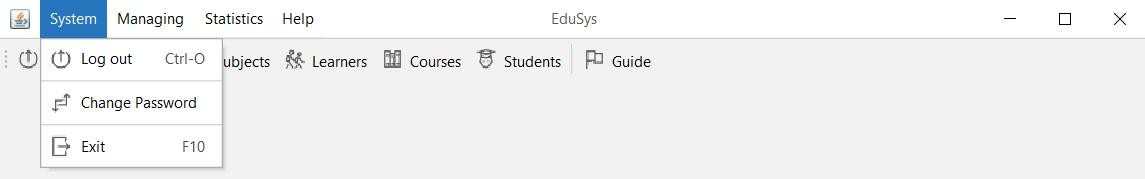 System Managing Statistics Help EduSys
Log out Ctrl-O ubjects Learners Courses Students Guide
Change Password
Exit F10